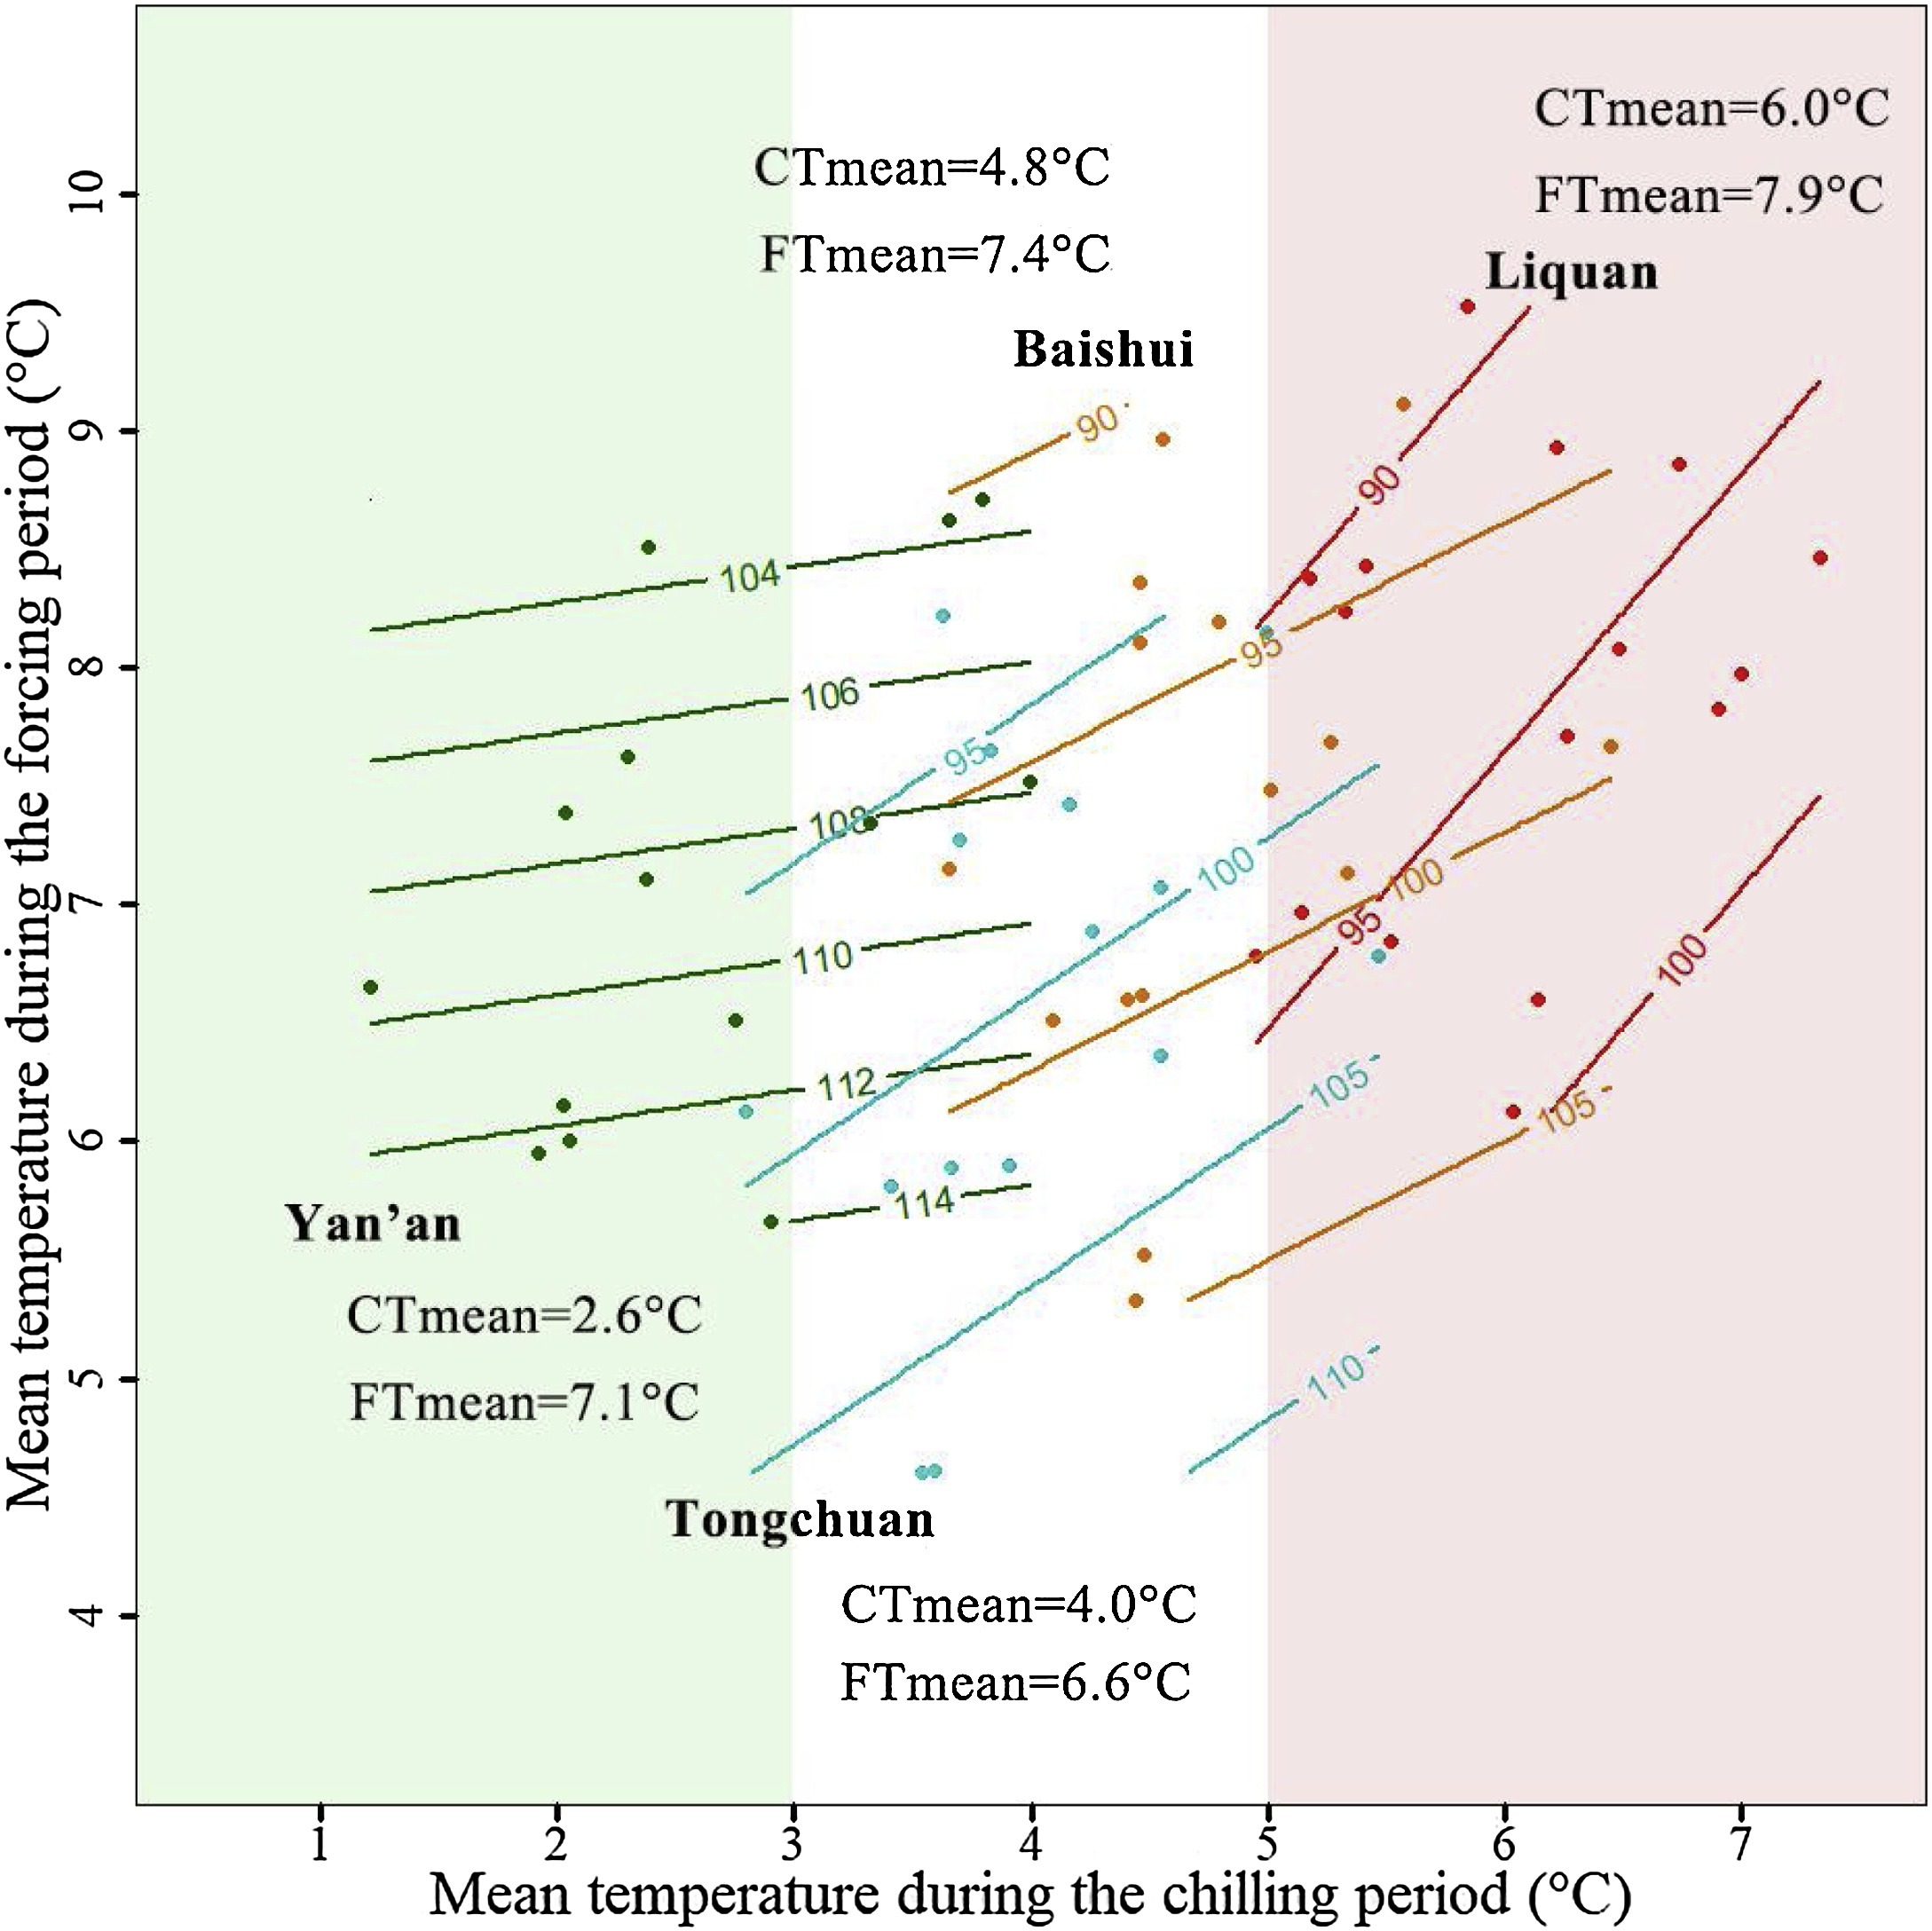 CTmean=6.0°C
FTmean=7.9°C
Liquan
CTmean=4.8°C
FTmean=7.4°C
Baishui
90
90
104
106
95
95
108
100
100
95
110
100
112
105
105
114
110
Yan’an
CTmean=2.6°C
FTmean=7.1°C
Tongchuan
CTmean=4.0°C
FTmean=6.6°C
10
9
8
7
6
5
4
Mean temperature during the forcing period (°C)
1 2 3 4 5 6 7
Mean temperature during the chilling period (°C)